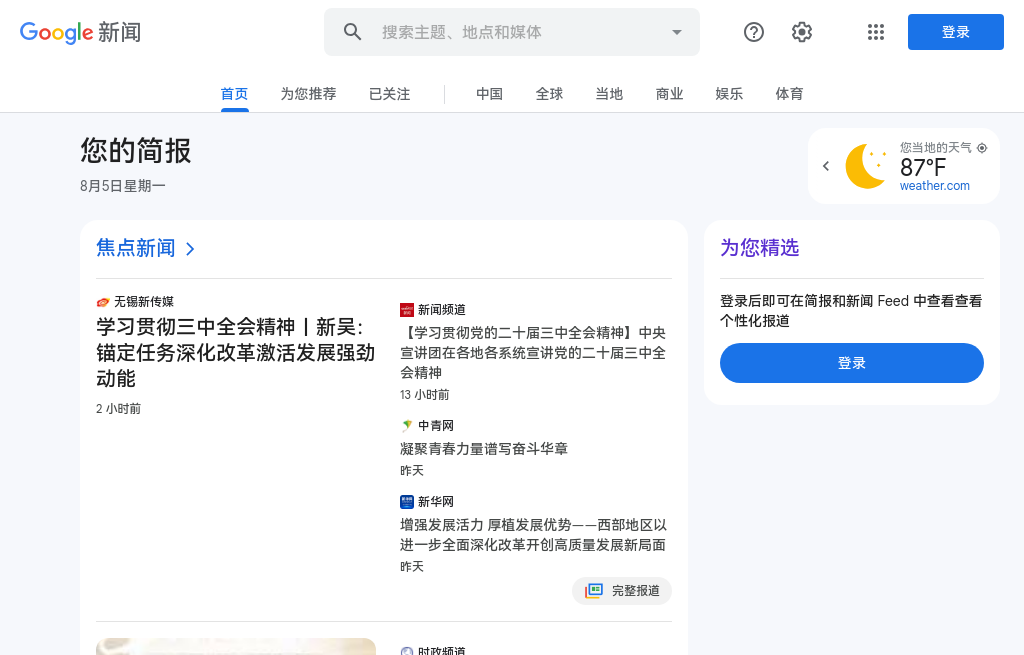 Google 新闻
搜索主题、地点和媒体
登录
首页
为您推荐
已关注
中国
全球
当地
商业
娱乐
体育
您的简报
8月5日星期一
您当地的天气
87°F
weather.com
焦点新闻
无锡新传媒
学习贯彻三中全会精神丨新吴：
锚定任务深化改革激活发展强劲
动能
2 小时前
新闻频道
【学习贯彻党的二十届三中全会精神】中央
宣讲团在各地各系统宣讲党的二十届三中全
会精神
13 小时前
中青网
凝聚青春力量谱写奋斗华章
昨天
新华网
增强发展活力 厚植发展优势——西部地区以
进一步全面深化改革开创高质量发展新局面
昨天
完整报道
时政频道
为您精选
登录后即可在简报和新闻 Feed 中查看查看
个性化报道
登录